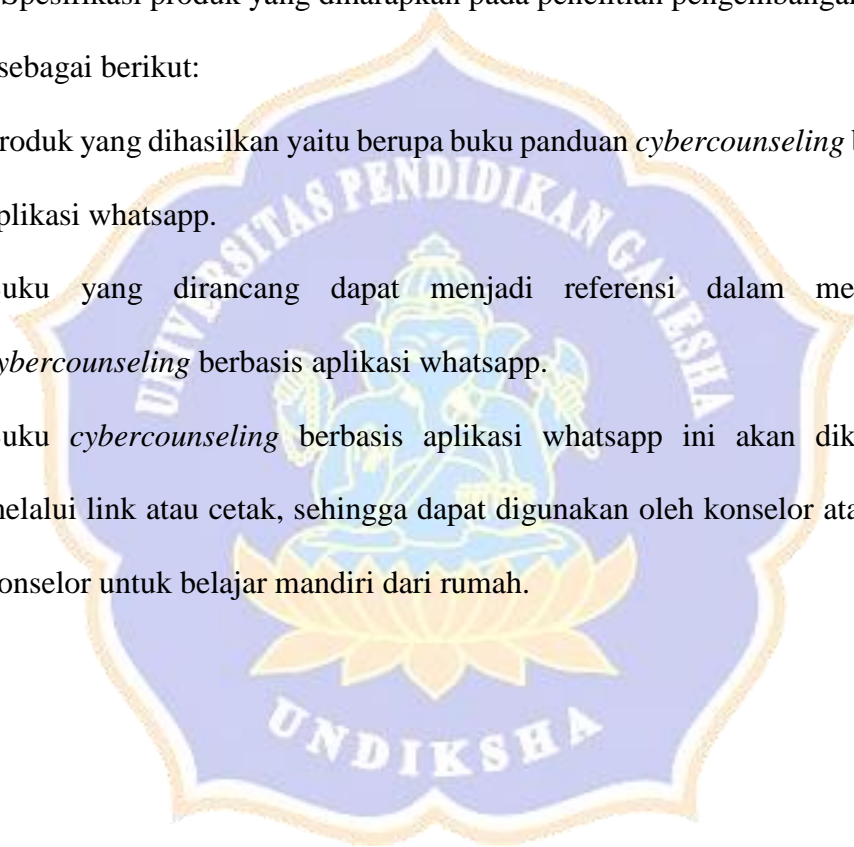 Spesifikasi produk yang diharapkan pada penelitian pengembangan
sebagai berikut:
roduk yang dihasilkan yaitu berupa buku panduan cybercounseling
plikasi whatsapp.
uku yang dirancang dapat menjadi referensi dalam me
ybercounseling berbasis aplikasi whatsapp.
uku cybercounseling berbasis aplikasi whatsapp ini akan dik
elalui link atau cetak, sehingga dapat digunakan oleh konselor ata
onselor untuk belajar mandiri dari rumah.
UNIVERSITAS PENDIDIKAN GANESHA
UNDIKSHA